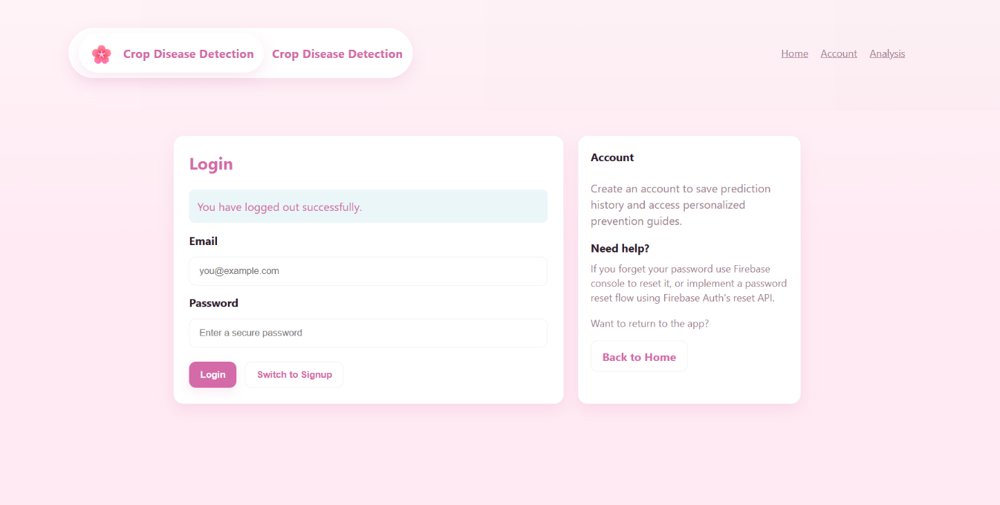 Crop Disease Detection Crop Disease Detection Home Account Analysis
Login
You have logged out successfully.
Email
you@example.com
Password
Enter a secure password
Login Switch to Signup
Account
Create an account to save prediction
history and access personalized
prevention guides.
Need help?
If you forget your password use Firebase
console to reset it, or implement a password
reset flow using Firebase Auth's reset API.
Want to return to the app?
Back to Home